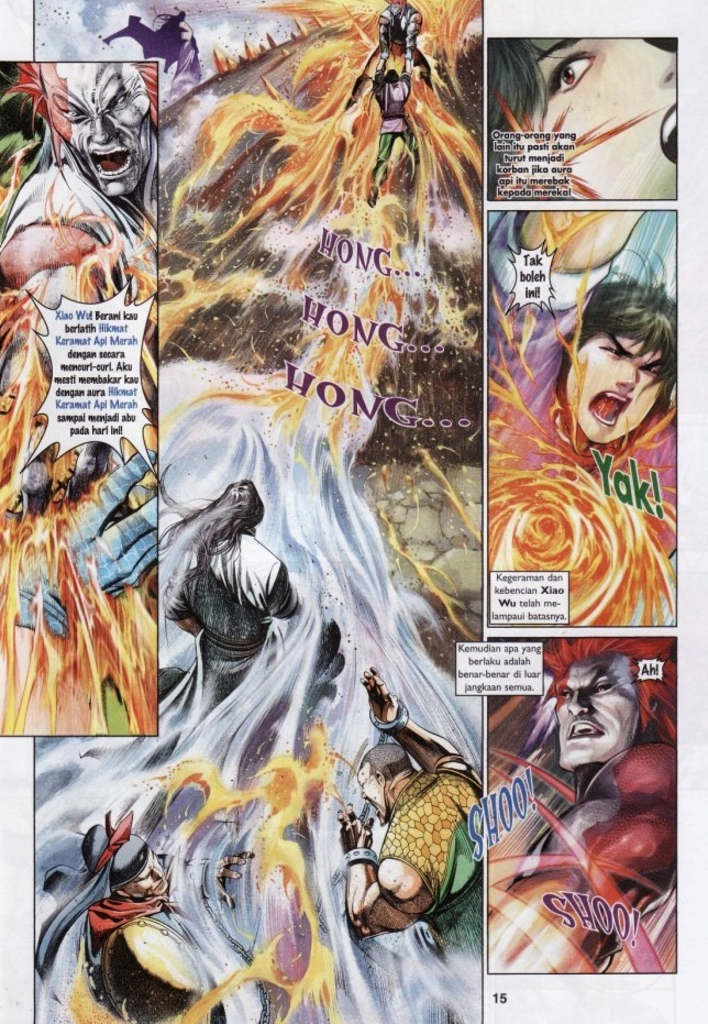 Xiao Wu! Berani kau
berlatih Hikmat
Keramat Api Merah
dengan secara
mencuri-curi. Aku
mesti membakar kau
dengan aura Hikmat
Keramat Api Merah
sampai menjadi abu
pada hari ini!
HONG...
HONG...
HONG...
Orang-orang yang
lain itu pasti akan
turut menjadi
korban jika aura
api itu merebak
kepada mereka!
Tak
boleh
ini!
Yak!
Kegeraman dan
kebencian Xiao
Wu telah me-
lampaui batasnya.
Kemudian apa yang
berlaku adalah
benar-benar di luar
jangkaan semua.
Ah!
SHOO!
SHOO!
15